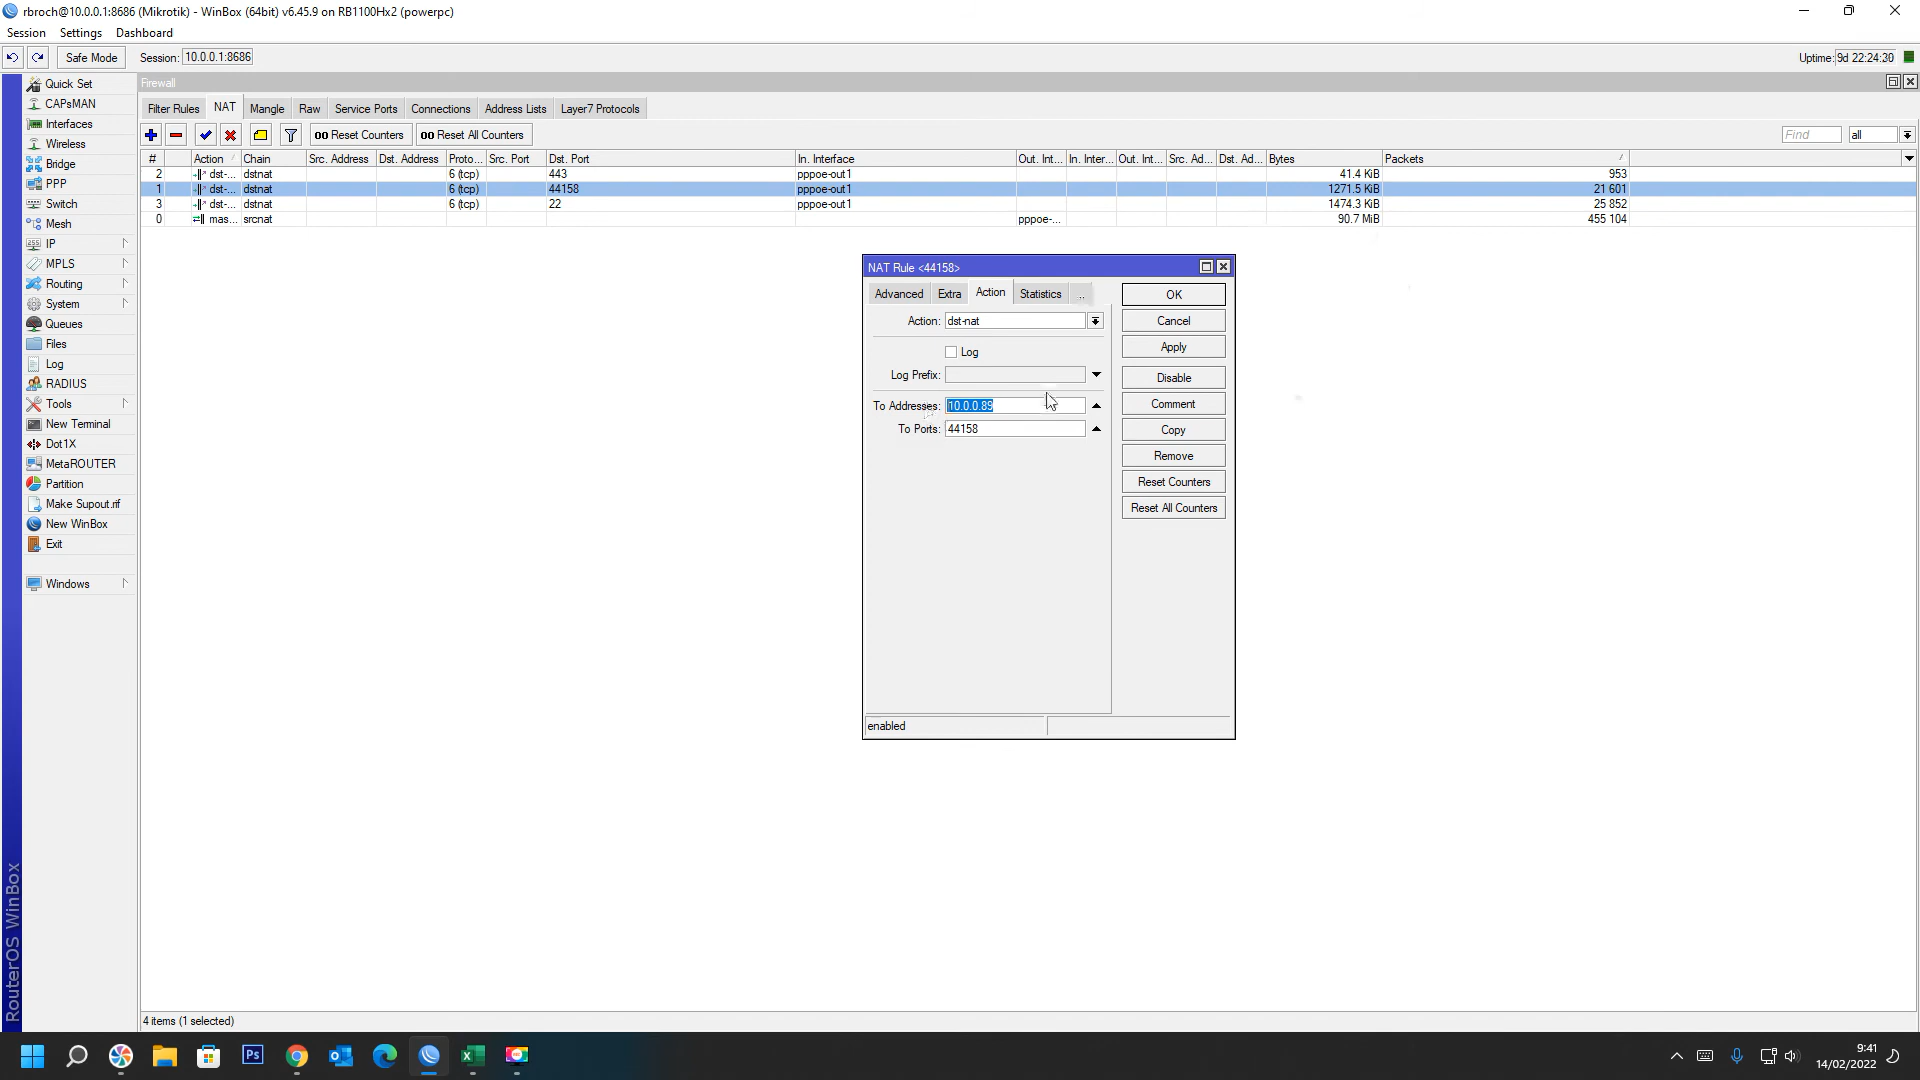 rbroch@10.0.0.1:8686 (Mikrotik) - WinBox (64bit) v6.45.9 on RB1100Hx2 (powerpc)
Session Settings Dashboard
Safe Mode Session: 10.0.0.1:8686 Uptime: 9d 22:24:30
Quick Set
CAPsMAN
Interfaces
Wireless
Bridge
PPP
Switch
Mesh
IP
MPLS
Routing
System
Queues
Files
Log
RADIUS
Tools
New Terminal
Dot1X
MetaROUTER
Partition
Make Supout.rif
New WinBox
Exit
Windows
RouterOS WinBox
Firewall
Filter Rules NAT Mangle Raw Service Ports Connections Address Lists Layer7 Protocols
00 Reset Counters 00 Reset All Counters Find all
# Action Chain Src. Address Dst. Address Proto... Src. Port Dst. Port In. Interface Out. Int... In. Inter... Out. Int... Src. Ad... Dst. Ad... Bytes Packets
2 dst-... dstnat 6 (tcp) 443 pppoe-out1 41.4 KiB 953
1 dst-... dstnat 6 (tcp) 44158 pppoe-out1 1271.5 KiB 21 601
3 dst-... dstnat 6 (tcp) 22 pppoe-out1 1474.3 KiB 25 852
0 mas... srcnat pppoe-... 90.7 MiB 455 104
NAT Rule <44158>
Advanced Extra Action Statistics ..
Action: dst-nat
Log
Log Prefix:
To Addresses: 10.0.0.89
To Ports: 44158
OK
Cancel
Apply
Disable
Comment
Copy
Remove
Reset Counters
Reset All Counters
enabled
4 items (1 selected)
Ps
9:41
14/02/2022